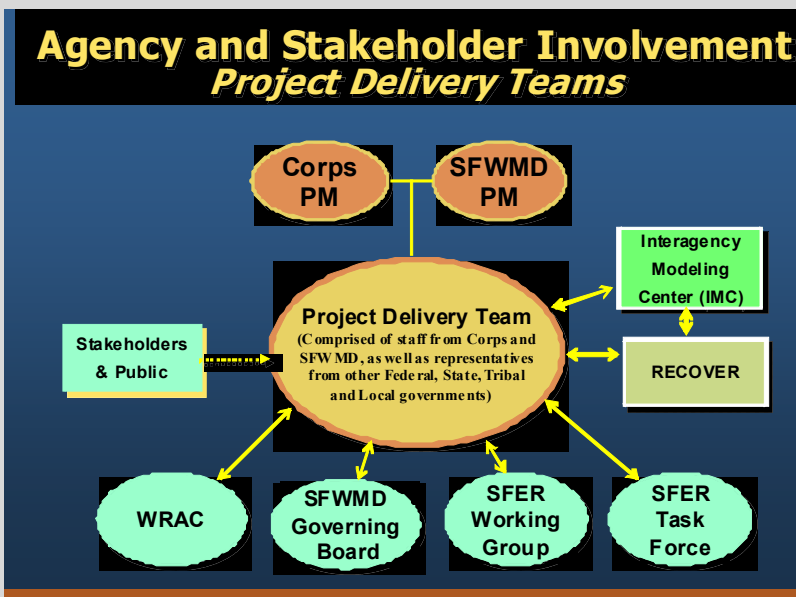 Agency and Stakeholder Involvement
Project Delivery Teams
Corps
PM
SFWMD
PM
Interagency
Modeling
Center (IMC)
Project Delivery Team
(Comprised of staff from Corps and
SFWMD, as well as representatives
from other Federal, State, Tribal
and Local governments)
Stakeholders
& Public
RECOVER
WRAC
SFWMD
Governing
Board
SFER
Working
Group
SFER
Task
Force